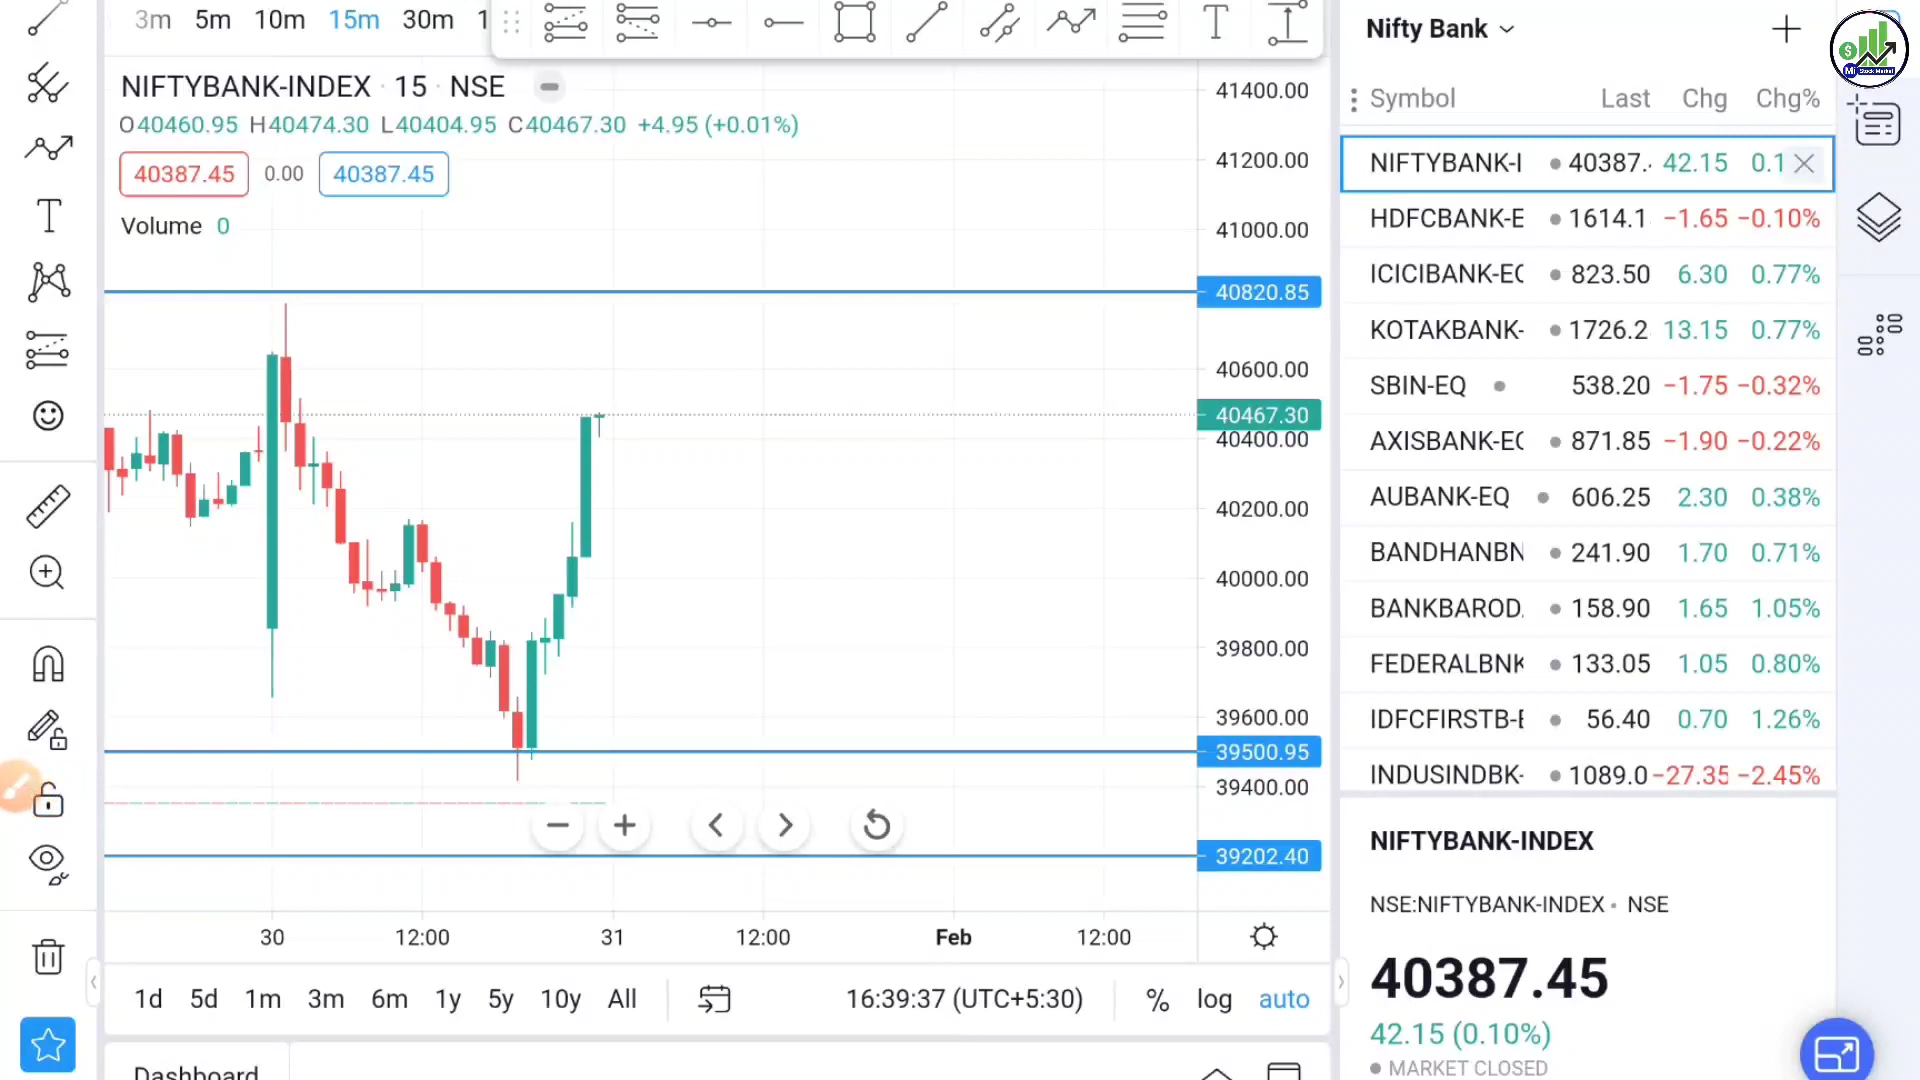 3m 5m 10m 15m 30m 1
T
Nifty Bank
Mi Stock Market
NIFTYBANK-INDEX · 15 · NSE
O40460.95 H40474.30 L40404.95 C40467.30 +4.95 (+0.01%)
40387.45 0.00 40387.45
Volume 0
T
41400.00
41200.00
41000.00
40820.85
40600.00
40467.30
40400.00
40200.00
40000.00
39800.00
39600.00
39500.95
39400.00
39202.40
30 12:00 31 12:00 Feb 12:00
1d 5d 1m 3m 6m 1y 5y 10y All
16:39:37 (UTC+5:30) % log auto
Dashboard
Symbol Last Chg Chg%
NIFTYBANK-I 40387. 42.15 0.1
HDFCBANK-E 1614.1 −1.65 −0.10%
ICICIBANK-EQ 823.50 6.30 0.77%
KOTAKBANK- 1726.2 13.15 0.77%
SBIN-EQ 538.20 −1.75 −0.32%
AXISBANK-EQ 871.85 −1.90 −0.22%
AUBANK-EQ 606.25 2.30 0.38%
BANDHANBN 241.90 1.70 0.71%
BANKBAROD 158.90 1.65 1.05%
FEDERALBNK 133.05 1.05 0.80%
IDFCFIRSTB-E 56.40 0.70 1.26%
INDUSINDBK- 1089.0 −27.35 −2.45%
NIFTYBANK-INDEX
NSE:NIFTYBANK-INDEX • NSE
40387.45
42.15 (0.10%)
MARKET CLOSED